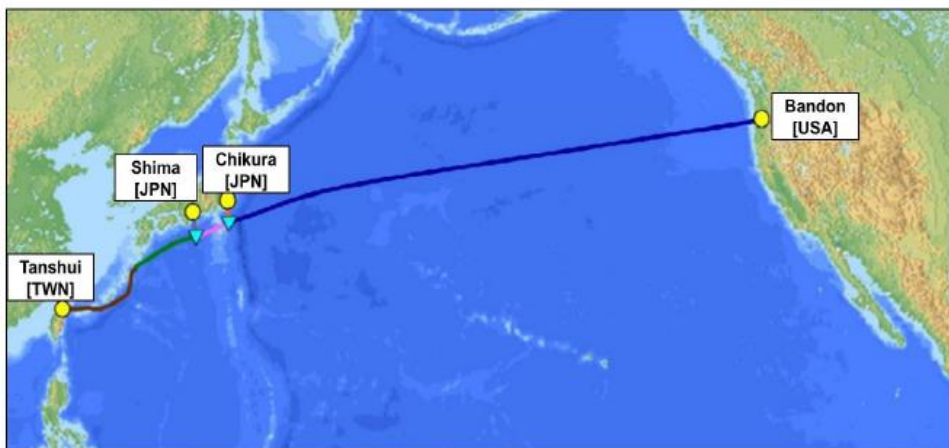 Shima
[JPN]
Chikura
[JPN]
Bandon
[USA]
Tanshui
[TWN]